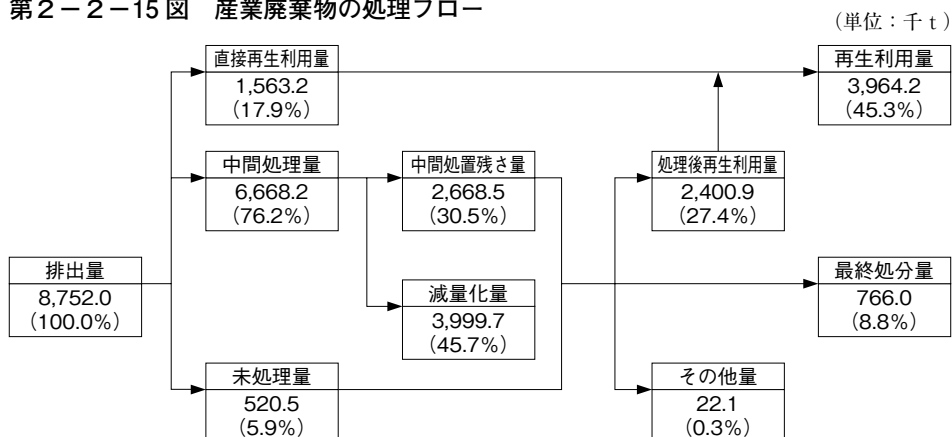 第２－２－15図　産業廃棄物の処理フロー
（単位：千ｔ）
直接再生利用量
1,563.2
(17.9%)
再生利用量
3,964.2
(45.3%)
中間処理量
6,668.2
(76.2%)
中間処置残さ量
2,668.5
(30.5%)
処理後再生利用量
2,400.9
(27.4%)
排出量
8,752.0
(100.0%)
減量化量
3,999.7
(45.7%)
最終処分量
766.0
(8.8%)
未処理量
520.5
(5.9%)
その他量
22.1
(0.3%)